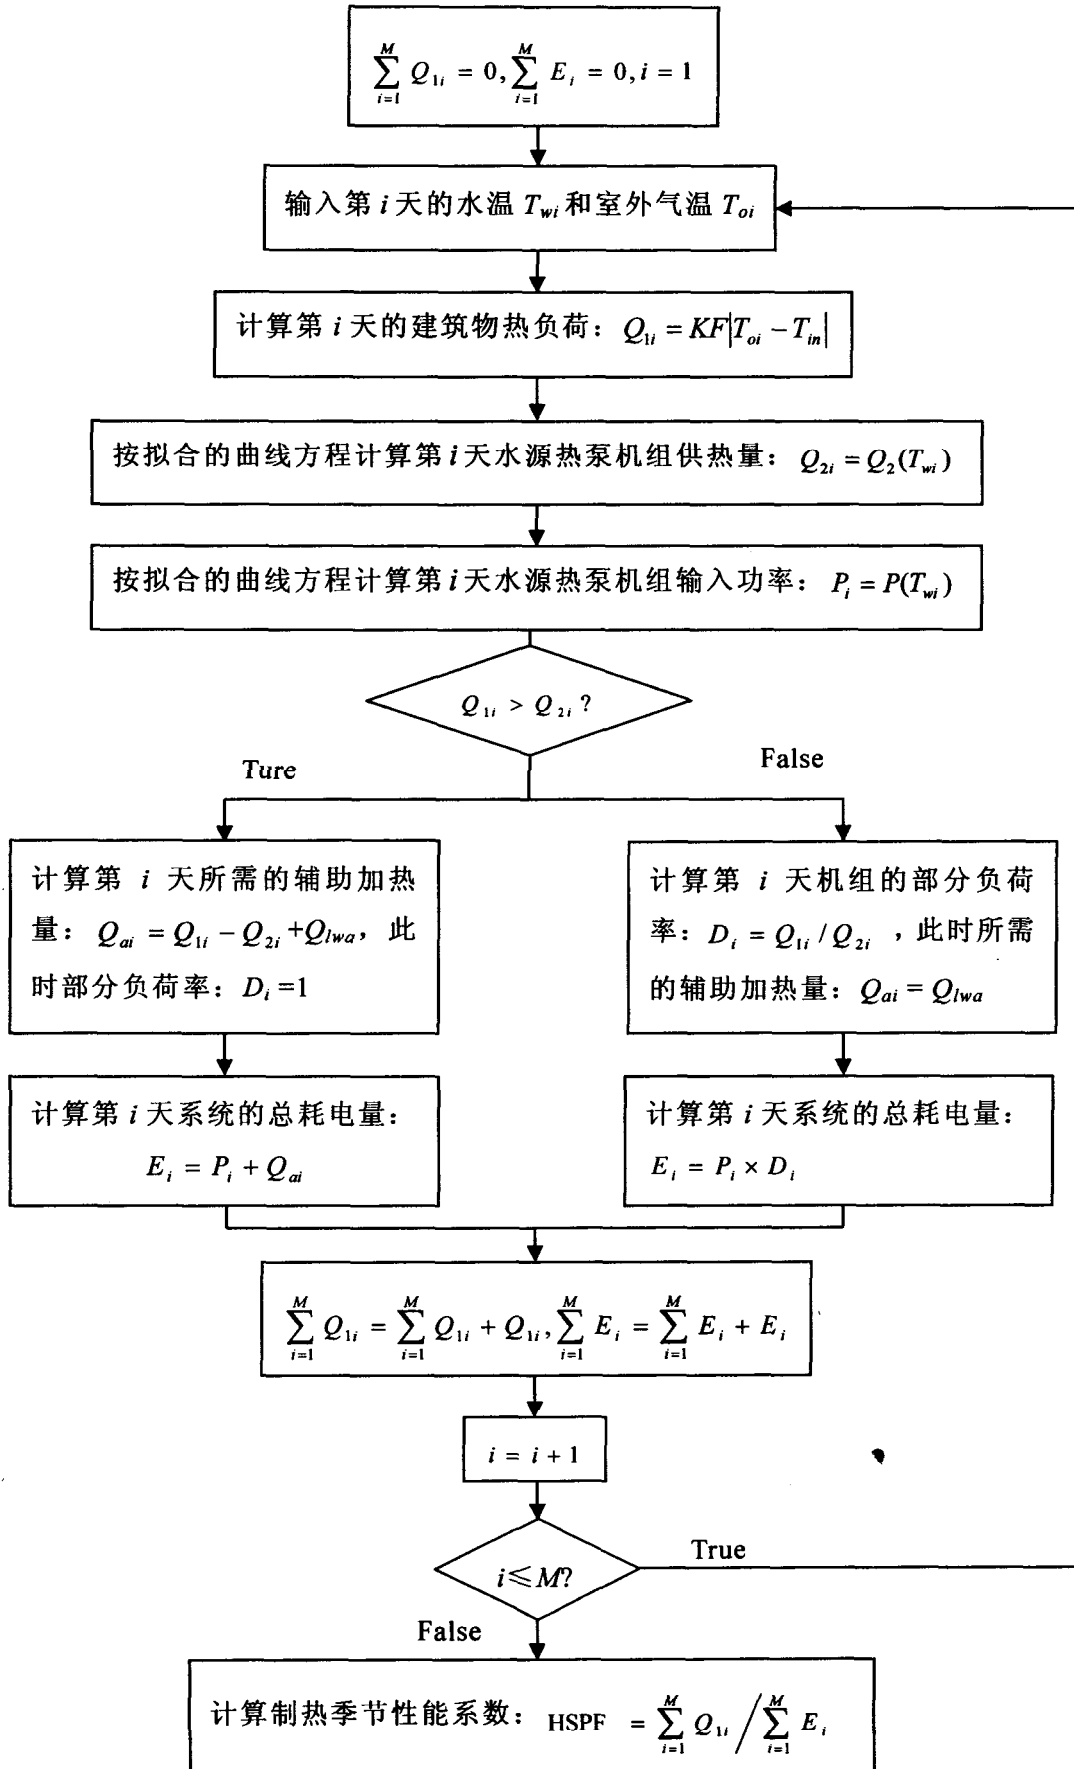 ∑_{i=1}^{M} Q_{1i} = 0, ∑_{i=1}^{M} E_i = 0, i = 1
输入第 i 天的水温 T_{wi} 和室外气温 T_{oi}
计算第 i 天的建筑物热负荷： Q_{1i} = KF|T_{oi} − T_{in}|
按拟合的曲线方程计算第 i 天水源热泵机组供热量： Q_{2i} = Q_2(T_{wi})
按拟合的曲线方程计算第 i 天水源热泵机组输入功率： P_i = P(T_{wi})
Q_{1i} > Q_{2i} ?
Ture
False
计算第 i 天所需的辅助加热
量： Q_{ai} = Q_{1i} − Q_{2i} + Q_{lwa}，此
时部分负荷率： D_i =1
计算第 i 天机组的部分负荷
率： D_i = Q_{1i} / Q_{2i} ，此时所需
的辅助加热量： Q_{ai} = Q_{lwa}
计算第 i 天系统的总耗电量：
E_i = P_i + Q_{ai}
计算第 i 天系统的总耗电量：
E_i = P_i × D_i
∑_{i=1}^{M} Q_{1i} = ∑_{i=1}^{M} Q_{1i} + Q_{1i}, ∑_{i=1}^{M} E_i = ∑_{i=1}^{M} E_i + E_i
i = i + 1
i ≤ M?
True
False
计算制热季节性能系数： HSPF = ∑_{i=1}^{M} Q_{1i} / ∑_{i=1}^{M} E_i